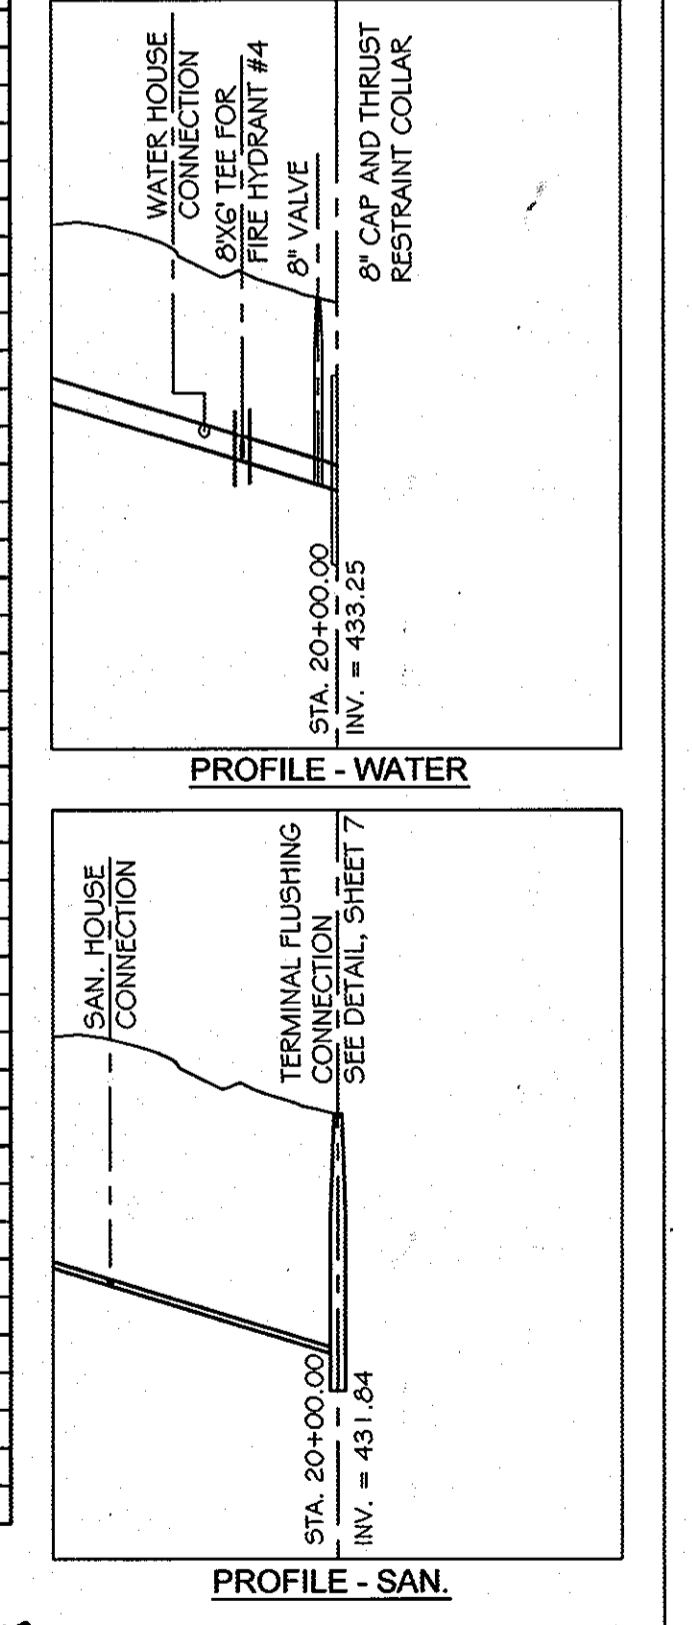 WATER HOUSE
CONNECTION
8'X6' TEE FOR
FIRE HYDRANT #4
8" VALVE
8" CAP AND THRUST
RESTRAINT COLLAR
STA. 20+00.00
INV. = 433.25
PROFILE - WATER
SAN. HOUSE
CONNECTION
TERMINAL FLUSHING
CONNECTION
SEE DETAIL, SHEET 7
STA. 20+00.00
INV. = 431.84
PROFILE - SAN.